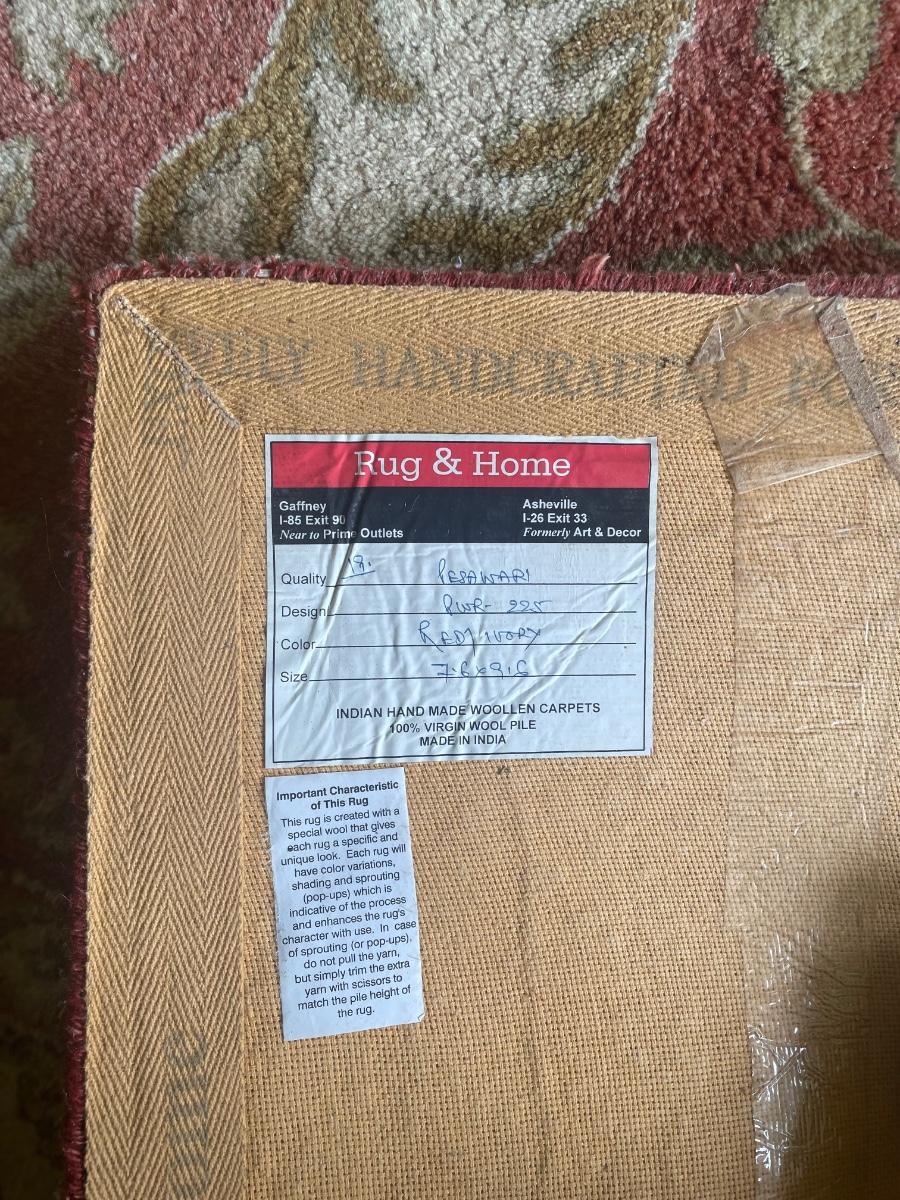 HANDCRAFTED
Rug & Home
Gaffney
I-85 Exit 90
Near to Prime Outlets
Asheville
I-26 Exit 33
Formerly Art & Decor
Quality PESAWARI
Design PWR- 225
Color RED/IVORY
Size 7.6x9.6
INDIAN HAND MADE WOOLLEN CARPETS
100% VIRGIN WOOL PILE
MADE IN INDIA
Important Characteristic
of This Rug
This rug is created with a
special wool that gives
each rug a specific and
unique look. Each rug will
have color variations,
shading and sprouting
(pop-ups) which is
indicative of the process
and enhances the rug's
character with use. In case
of sprouting (or pop-ups),
do not pull the yarn,
but simply trim the extra
yarn with scissors to
match the pile height of
the rug.